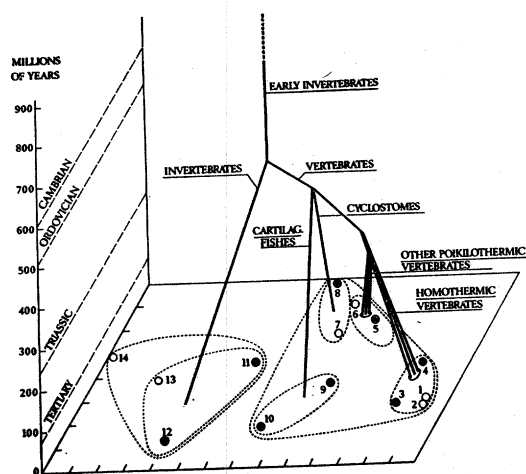 MILLIONS
OF YEARS
900
800
700
600
500
400
300
200
100
0
CAMBRIAN
ORDOVICIAN
TRIASSIC
TERTIARY
EARLY INVERTEBRATES
INVERTEBRATES
VERTEBRATES
CYCLOSTOMES
CARTILAG.
FISHES
OTHER POIKILOTHERMIC
VERTEBRATES
HOMOTHERMIC
VERTEBRATES
8
6
7
5
14
13
11
12
9
10
4
3
1
2